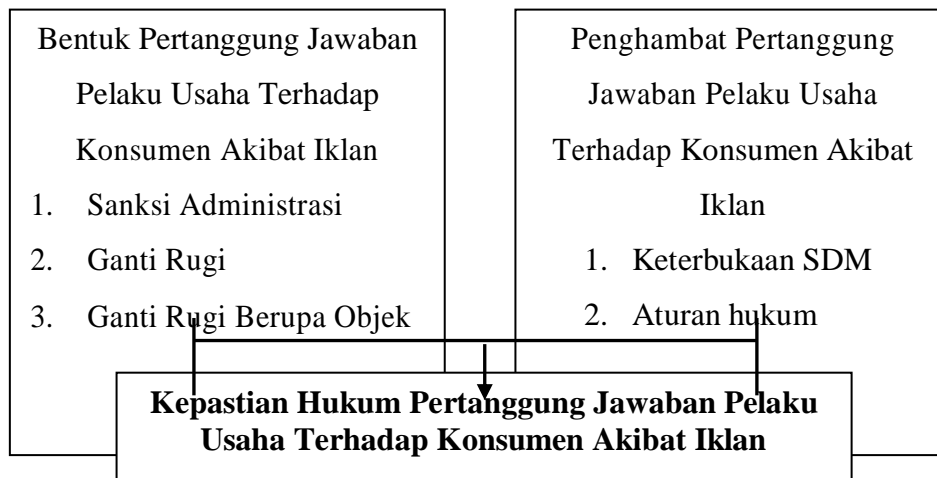 Bentuk Pertanggung Jawaban
Pelaku Usaha Terhadap
Konsumen Akibat Iklan
1. Sanksi Administrasi
2. Ganti Rugi
3. Ganti Rugi Berupa Objek
Penghambat Pertanggung
Jawaban Pelaku Usaha
Terhadap Konsumen Akibat
Iklan
1. Keterbukaan SDM
2. Aturan hukum
Kepastian Hukum Pertanggung Jawaban Pelaku
Usaha Terhadap Konsumen Akibat Iklan